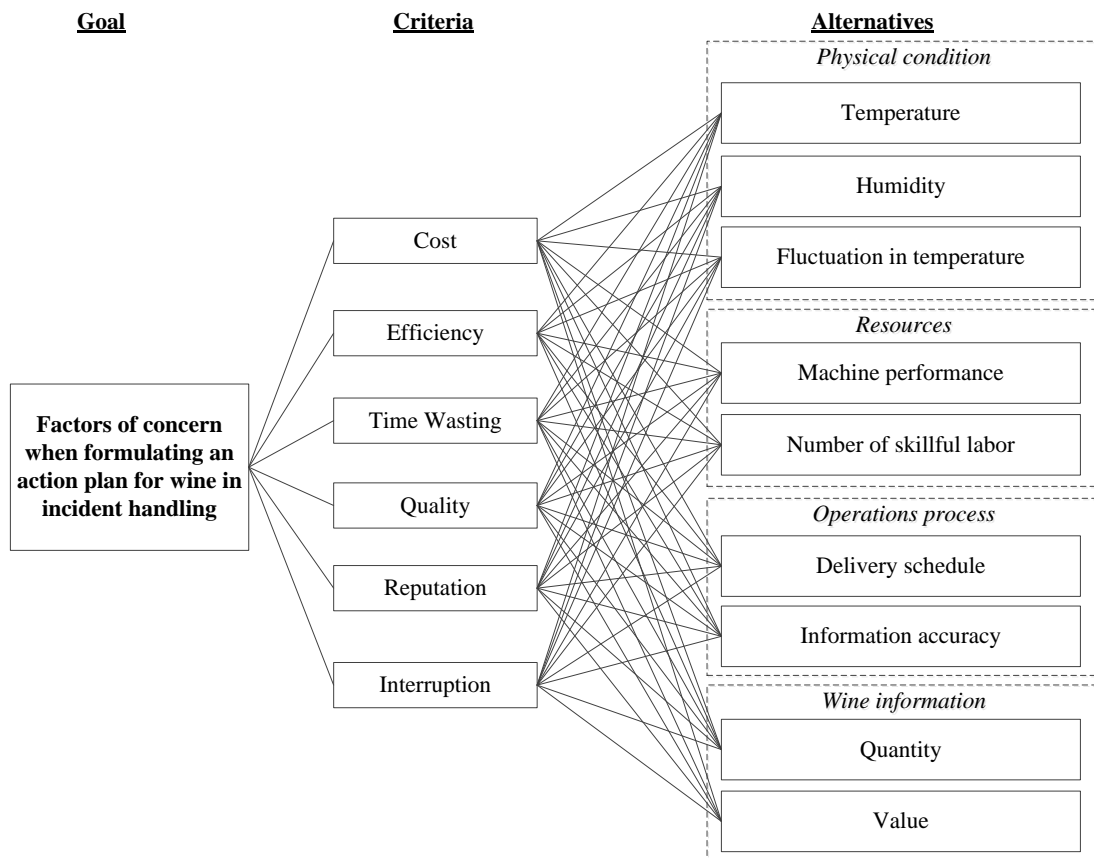 Goal
Criteria
Alternatives
Physical condition
Temperature
Humidity
Fluctuation in temperature
Resources
Machine performance
Number of skillful labor
Operations process
Delivery schedule
Information accuracy
Wine information
Quantity
Value
Cost
Efficiency
Time Wasting
Quality
Reputation
Interruption
Factors of concern
when formulating an
action plan for wine in
incident handling